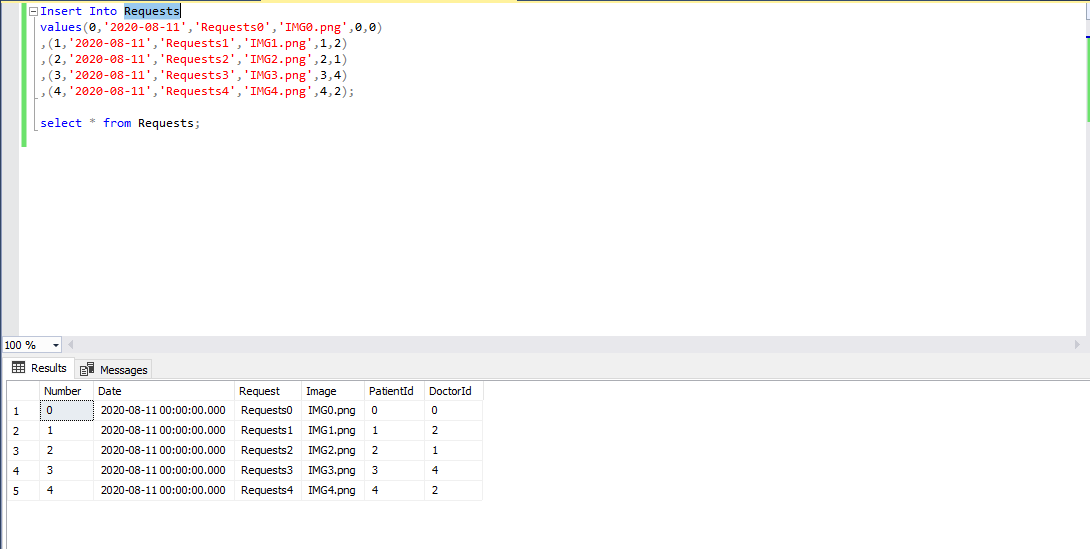 Insert Into Requests
values(0,'2020-08-11','Requests0','IMG0.png',0,0)
,(1,'2020-08-11','Requests1','IMG1.png',1,2)
,(2,'2020-08-11','Requests2','IMG2.png',2,1)
,(3,'2020-08-11','Requests3','IMG3.png',3,4)
,(4,'2020-08-11','Requests4','IMG4.png',4,2);
select * from Requests;
100 %
Results Messages
Number Date Request Image PatientId DoctorId
1 0 2020-08-11 00:00:00.000 Requests0 IMG0.png 0 0
2 1 2020-08-11 00:00:00.000 Requests1 IMG1.png 1 2
3 2 2020-08-11 00:00:00.000 Requests2 IMG2.png 2 1
4 3 2020-08-11 00:00:00.000 Requests3 IMG3.png 3 4
5 4 2020-08-11 00:00:00.000 Requests4 IMG4.png 4 2